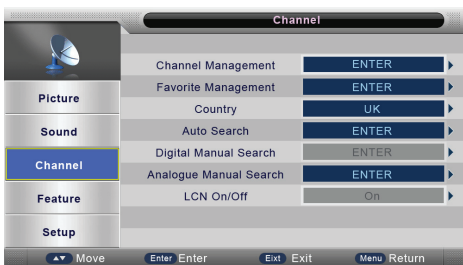 Channel
Channel Management ENTER
Favorite Management ENTER
Country UK
Auto Search ENTER
Digital Manual Search ENTER
Analogue Manual Search ENTER
LCN On/Off On
Picture
Sound
Channel
Feature
Setup
Move Enter Enter Eixt Exit Menu Return